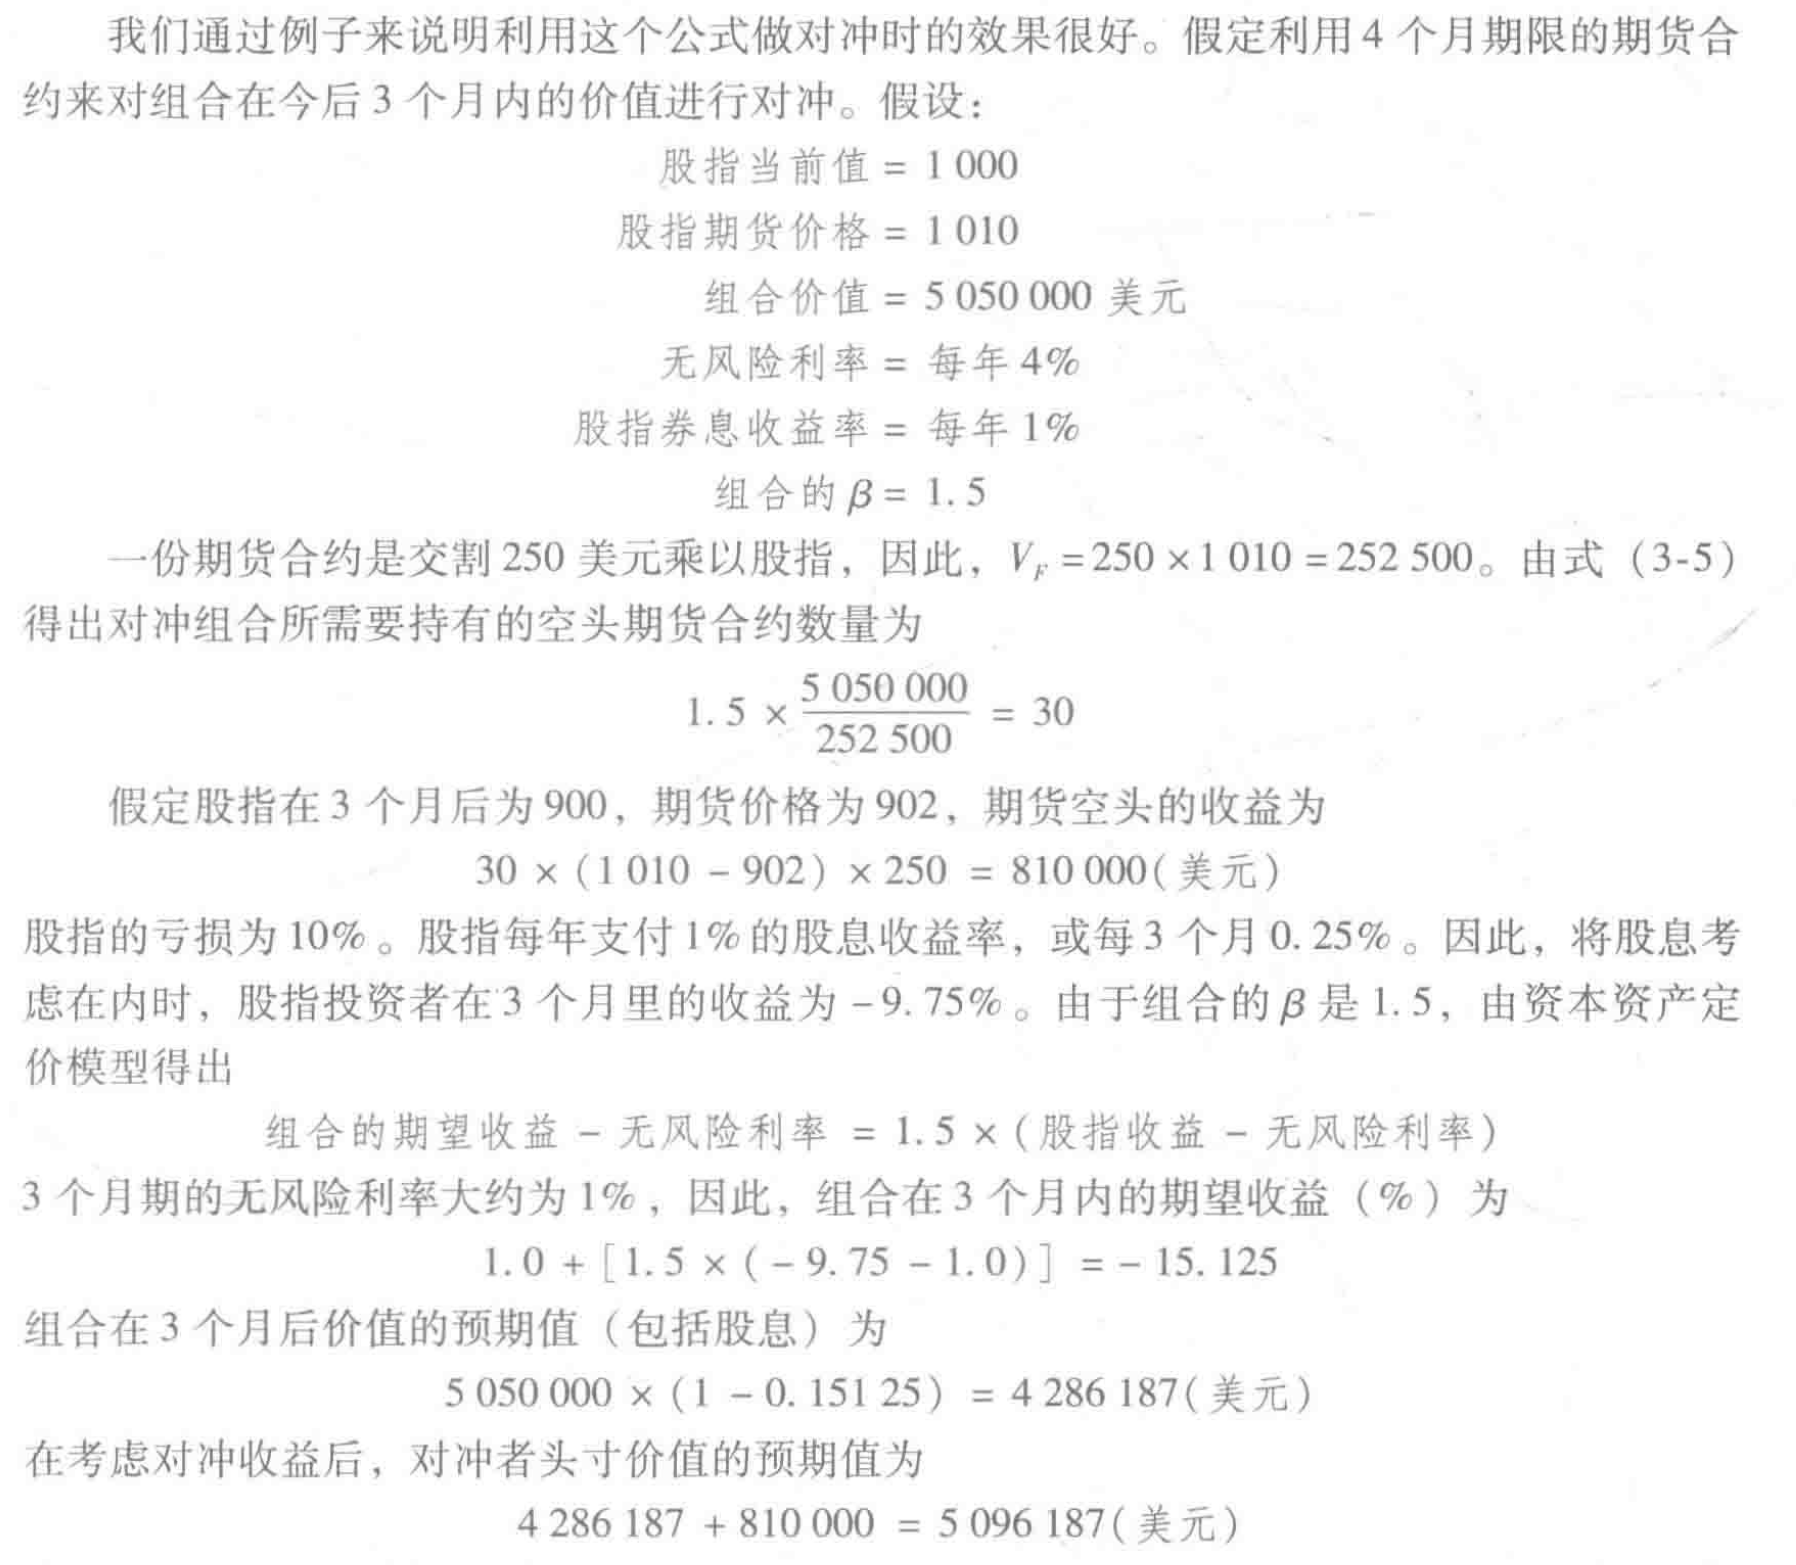 我们通过例子来说明利用这个公式做对冲时的效果很好。假定利用4个月期限的期货合
约来对组合在今后3个月内的价值进行对冲。假设：
股指当前值 = 1 000
股指期货价格 = 1 010
组合价值 = 5 050 000 美元
无风险利率 = 每年4%
股指券息收益率 = 每年1%
组合的β = 1.5
一份期货合约是交割250美元乘以股指，因此，V_F = 250 × 1 010 = 252 500。由式（3-5）
得出对冲组合所需要持有的空头期货合约数量为
1.5 × 5 050 000 / 252 500 = 30
假定股指在3个月后为900，期货价格为902，期货空头的收益为
30 × (1 010 - 902) × 250 = 810 000(美元)
股指的亏损为10%。股指每年支付1%的股息收益率，或每3个月0.25%。因此，将股息考
虑在内时，股指投资者在3个月里的收益为-9.75%。由于组合的β是1.5，由资本资产定
价模型得出
组合的期望收益 - 无风险利率 = 1.5 × (股指收益 - 无风险利率)
3个月期的无风险利率大约为1%，因此，组合在3个月内的期望收益（%）为
1.0 + [1.5 × (-9.75 - 1.0)] = -15.125
组合在3个月后价值的预期值（包括股息）为
5 050 000 × (1 - 0.151 25) = 4 286 187(美元)
在考虑对冲收益后，对冲者头寸价值的预期值为
4 286 187 + 810 000 = 5 096 187(美元)